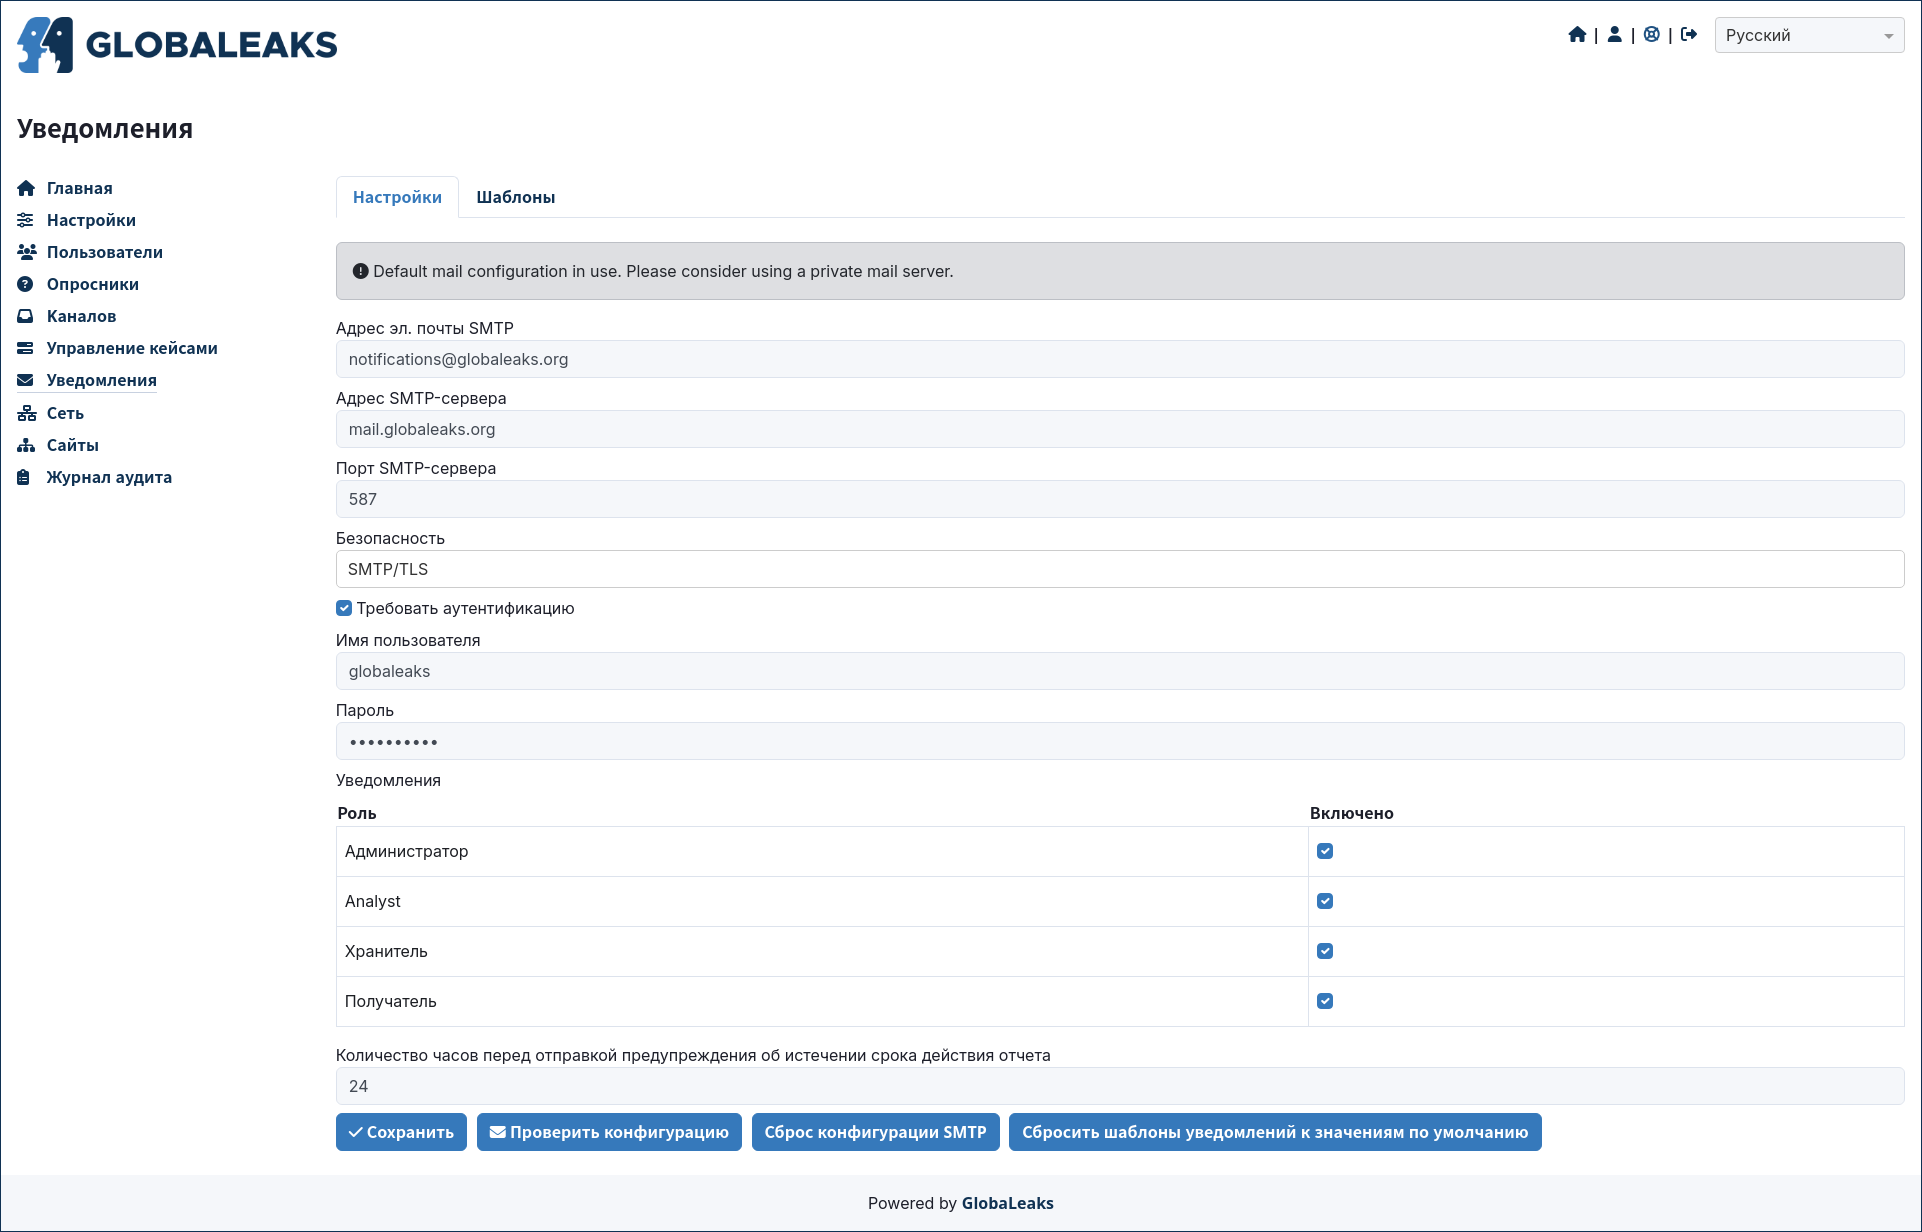 GLOBALEAKS
| | |
Русский
Уведомления
Главная
Настройки
Пользователи
Опросники
Каналов
Управление кейсами
Уведомления
Сеть
Сайты
Журнал аудита
Настройки
Шаблоны
Default mail configuration in use. Please consider using a private mail server.
Адрес эл. почты SMTP
notifications@globaleaks.org
Адрес SMTP-сервера
mail.globaleaks.org
Порт SMTP-сервера
587
Безопасность
SMTP/TLS
Требовать аутентификацию
Имя пользователя
globaleaks
Пароль
••••••••••
Уведомления
Роль Включено
Администратор
Analyst
Хранитель
Получатель
Количество часов перед отправкой предупреждения об истечении срока действия отчета
24
Сохранить Проверить конфигурацию Сброс конфигурации SMTP Сбросить шаблоны уведомлений к значениям по умолчанию
Powered by GlobaLeaks